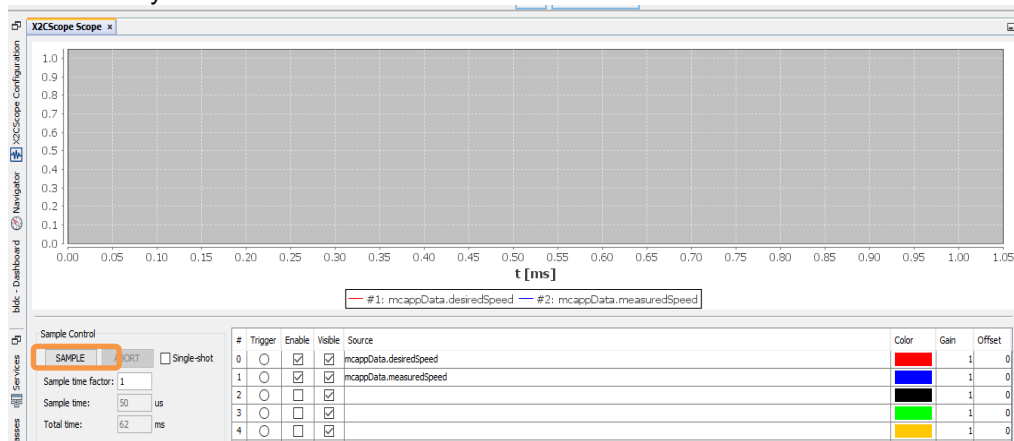 X2CScope Scope ×
X2CScope Configuration
Navigator
bldc - Dashboard
Services
1.0
0.9
0.8
0.7
0.6
0.5
0.4
0.3
0.2
0.1
0.0
0.00 0.05 0.10 0.15 0.20 0.25 0.30 0.35 0.40 0.45 0.50 0.55 0.60 0.65 0.70 0.75 0.80 0.85 0.90 0.95 1.00 1.05
t [ms]
#1: mcappData.desiredSpeed #2: mcappData.measuredSpeed
Sample Control
SAMPLE ABORT Single-shot
Sample time factor: 1
Sample time: 50 us
Total time: 62 ms
# Trigger Enable Visible Source Color Gain Offset
0 mcappData.desiredSpeed 1 0
1 mcappData.measuredSpeed 1 0
2 1 0
3 1 0
4 1 0